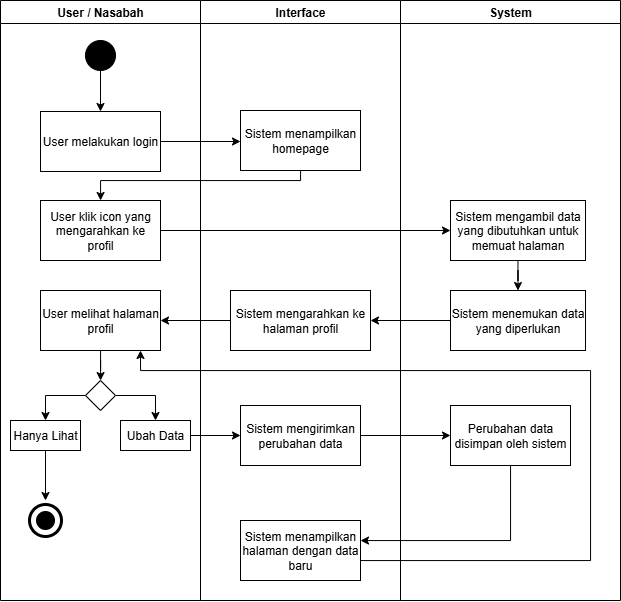 User / Nasabah
Interface
System
User melakukan login
Sistem menampilkan
homepage
User klik icon yang
mengarahkan ke
profil
Sistem mengambil data
yang dibutuhkan untuk
memuat halaman
User melihat halaman
profil
Sistem mengarahkan ke
halaman profil
Sistem menemukan data
yang diperlukan
Hanya Lihat
Ubah Data
Sistem mengirimkan
perubahan data
Perubahan data
disimpan oleh sistem
Sistem menampilkan
halaman dengan data
baru